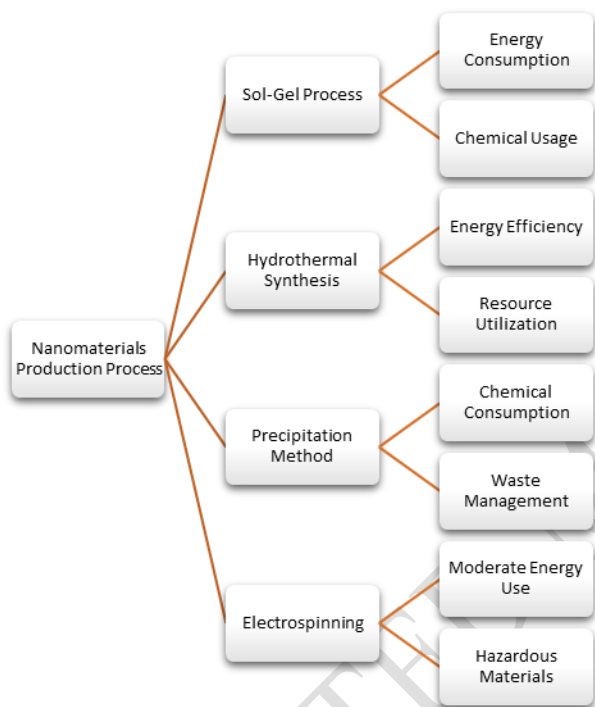 Energy
Consumption
Sol-Gel Process
Chemical Usage
Energy Efficiency
Hydrothermal
Synthesis
Resource
Utilization
Nanomaterials
Production Process
Chemical
Consumption
Precipitation
Method
Waste
Management
Moderate Energy
Use
Electrospinning
Hazardous
Materials